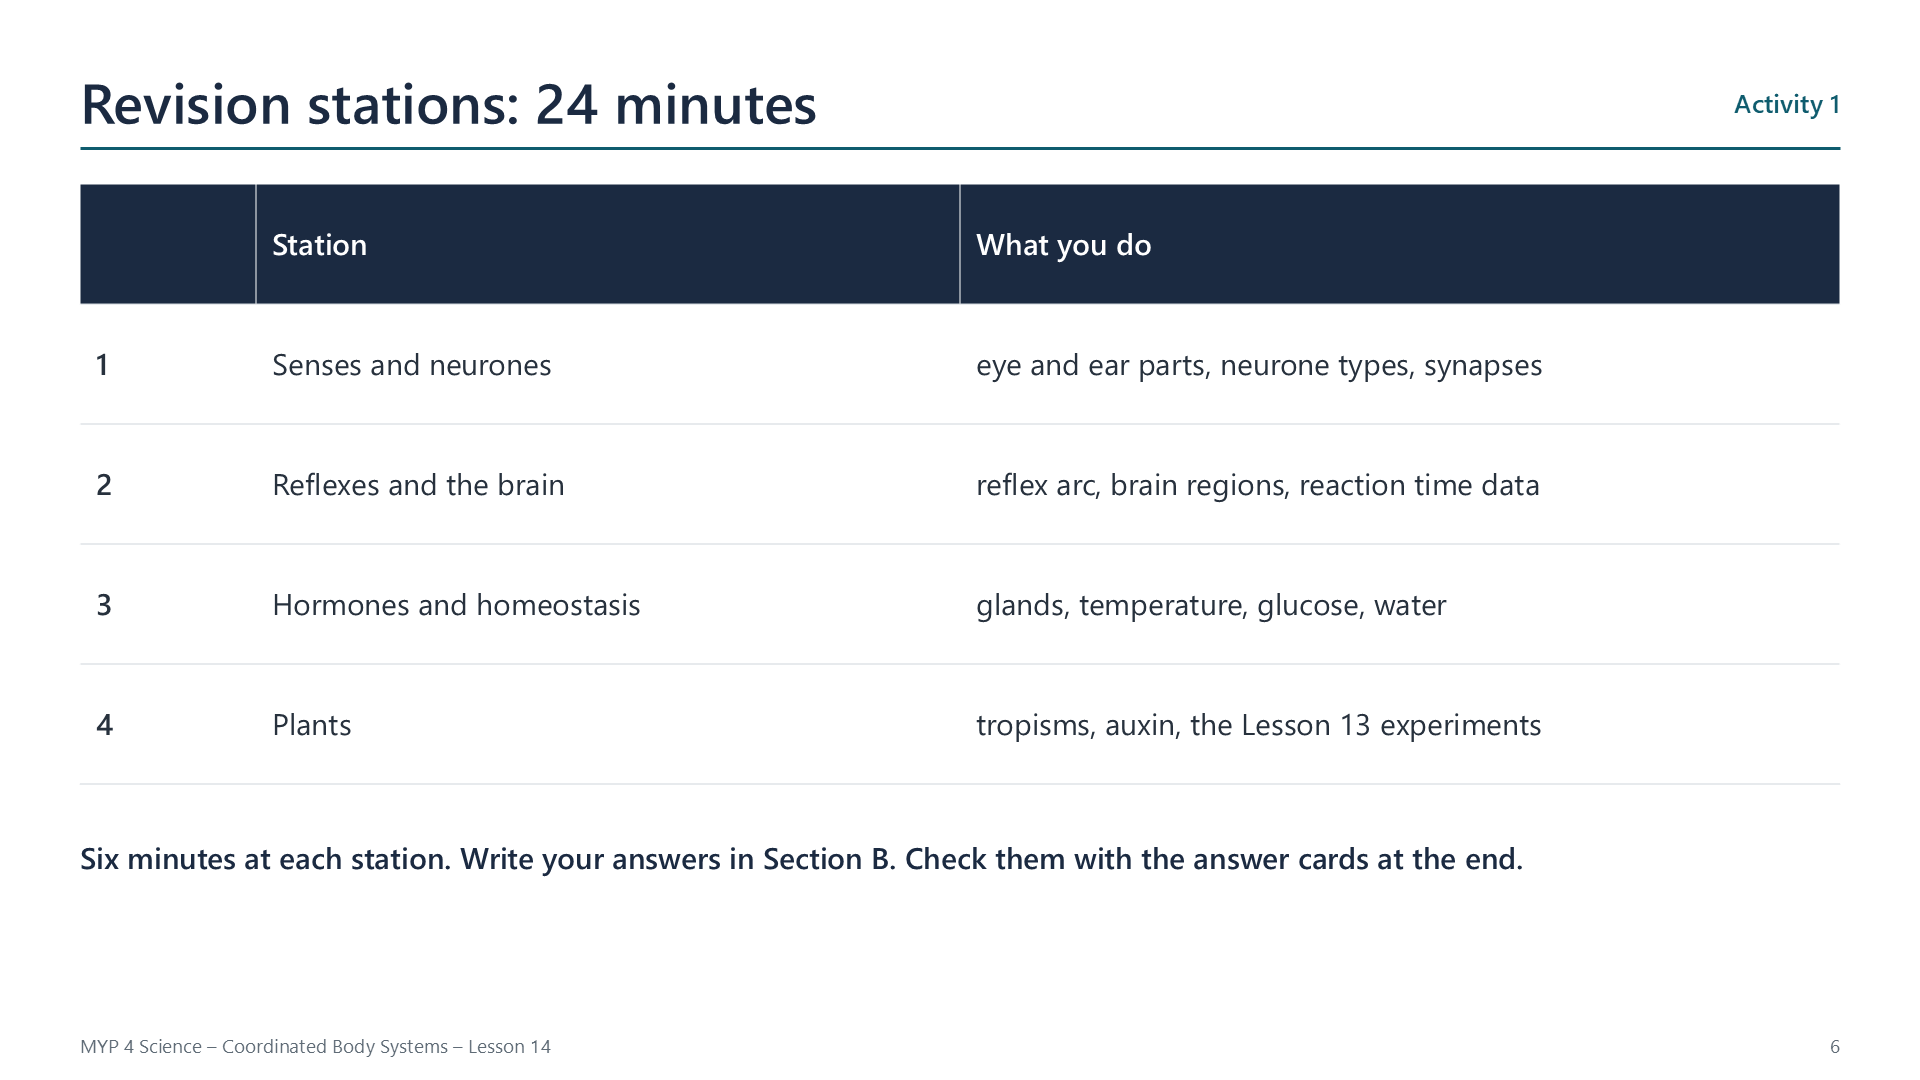 Revision stations: 24 minutes
Activity 1
Station
What you do
1
Senses and neurones
eye and ear parts, neurone types, synapses
2
Reflexes and the brain
reflex arc, brain regions, reaction time data
3
Hormones and homeostasis
glands, temperature, glucose, water
4
Plants
tropisms, auxin, the Lesson 13 experiments
Six minutes at each station. Write your answers in Section B. Check them with the answer cards at the end.
MYP 4 Science – Coordinated Body Systems – Lesson 14
6